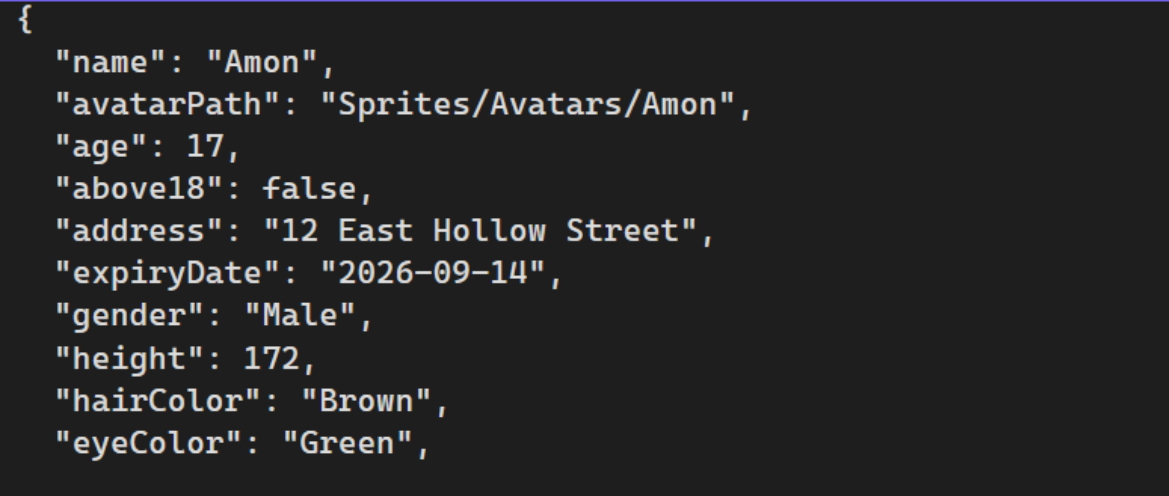 {
"name": "Amon",
"avatarPath": "Sprites/Avatars/Amon",
"age": 17,
"above18": false,
"address": "12 East Hollow Street",
"expiryDate": "2026-09-14",
"gender": "Male",
"height": 172,
"hairColor": "Brown",
"eyeColor": "Green",